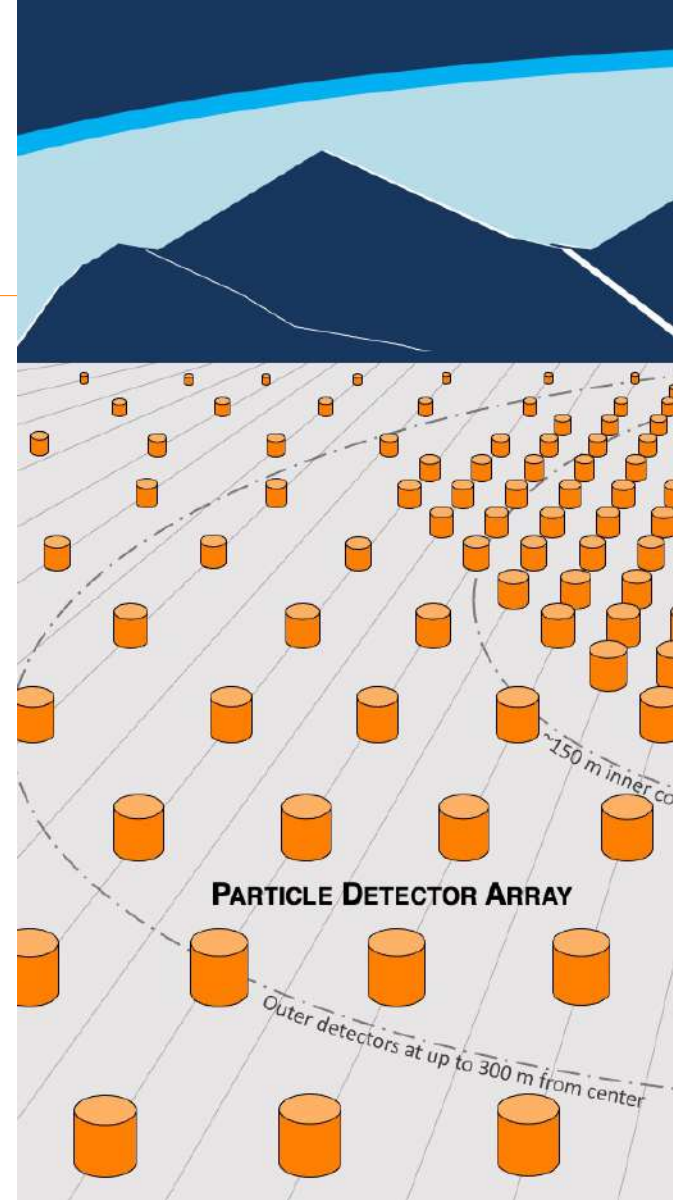 ~150 m inner
PARTICLE DETECTOR ARRAY
Outer detectors at up to 300 m from center